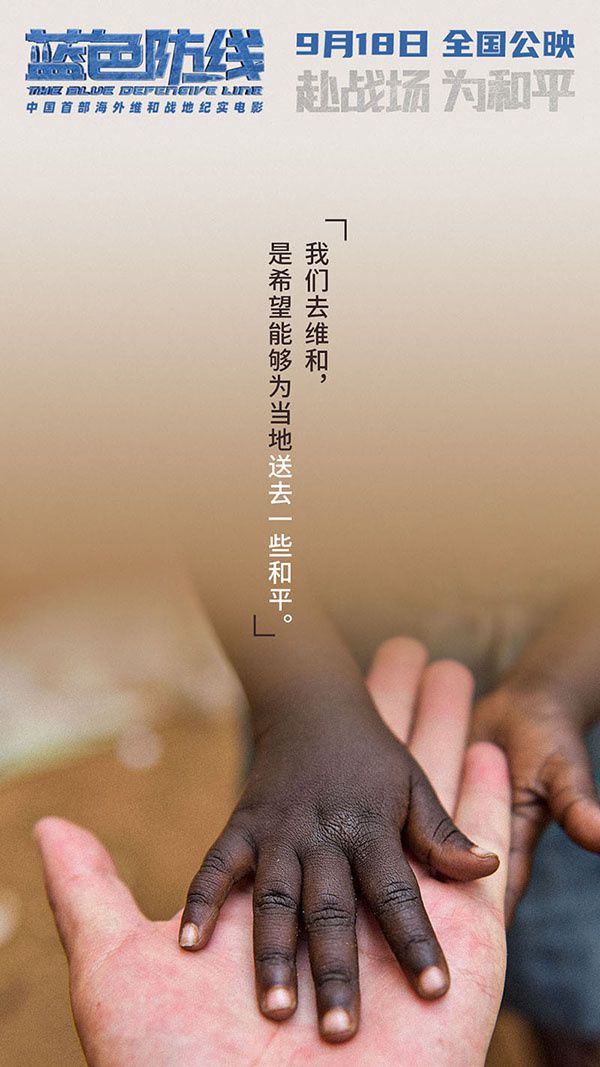 蓝色防线
THE BLUE DEFENSIVE LINE
中国首部海外维和战地纪实电影
9月18日 全国公映
赴战场 为和平
「我们去维和，
是希望能够为当地送去一些和平。」